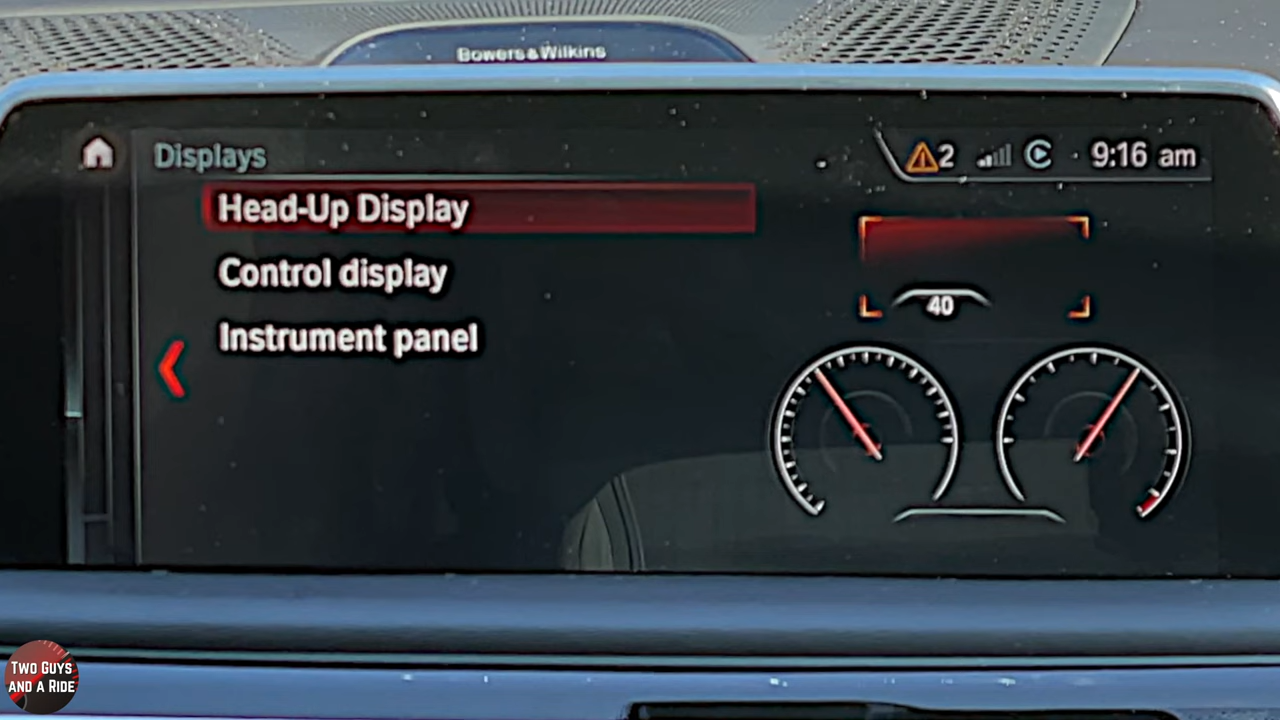 Bowers & Wilkins
Displays
2
9:16 am
Head-Up Display
Control display
Instrument panel
40
TWO GUYS
AND A RIDE